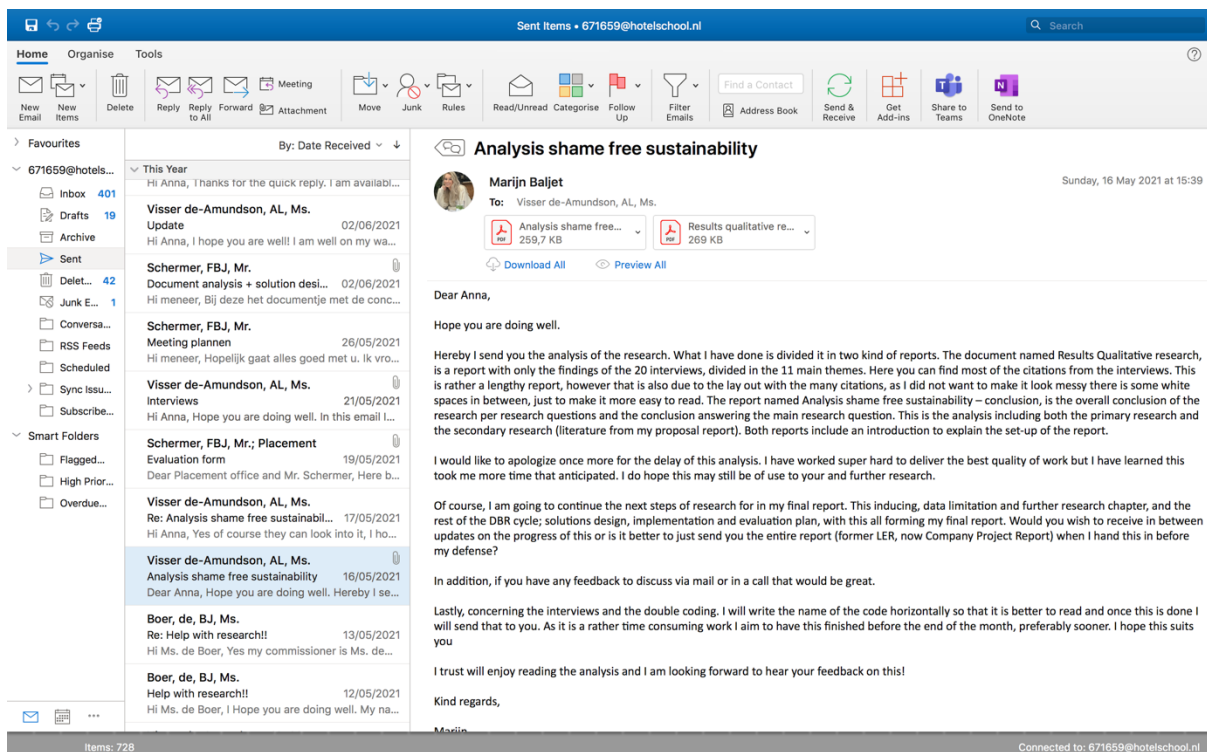 Sent Items • 671659@hotelschool.nl
Search
Home Organise Tools
New Email
New Items
Delete
Reply
Reply to All
Forward
Meeting
Attachment
Move
Junk
Rules
Read/Unread
Categorise
Follow Up
Filter Emails
Find a Contact
Address Book
Send & Receive
Get Add-ins
Share to Teams
Send to OneNote
Favourites
671659@hotels...
Inbox 401
Drafts 19
Archive
Sent
Delet... 42
Junk E... 1
Conversa...
RSS Feeds
Scheduled
Sync Issu...
Subscribe...
Smart Folders
Flagged...
High Prior...
Overdue...
By: Date Received
This Year
Hi Anna, Thanks for the quick reply. I am availabl...
Visser de-Amundson, AL, Ms.
Update 02/06/2021
Hi Anna, I hope you are well! I am well on my wa...
Schermer, FBJ, Mr.
Document analysis + solution desi... 02/06/2021
Hi meneer, Bij deze het documentje met de conc...
Schermer, FBJ, Mr.
Meeting plannen 26/05/2021
Hi meneer, Hopelijk gaat alles goed met u. Ik vro...
Visser de-Amundson, AL, Ms.
Interviews 21/05/2021
Hi Anna, Hope you are doing well. In this email I...
Schermer, FBJ, Mr.; Placement
Evaluation form 19/05/2021
Dear Placement office and Mr. Schermer, Here b...
Visser de-Amundson, AL, Ms.
Re: Analysis shame free sustainabil... 17/05/2021
Hi Anna, Yes of course they can look into it, I ho...
Visser de-Amundson, AL, Ms.
Analysis shame free sustainability 16/05/2021
Dear Anna, Hope you are doing well. Hereby I se...
Boer, de, BJ, Ms.
Re: Help with research!! 13/05/2021
Hi Ms. de Boer, Yes my commissioner is Ms. de...
Boer, de, BJ, Ms.
Help with research!! 12/05/2021
Hi Ms. de Boer, I Hope you are doing well. My na...
Analysis shame free sustainability
Marijn Baljet
Sunday, 16 May 2021 at 15:39
To: Visser de-Amundson, AL, Ms.
PDF
Analysis shame free...
259,7 KB
PDF
Results qualitative re...
269 KB
Download All Preview All
Dear Anna,
Hope you are doing well.
Hereby I send you the analysis of the research. What I have done is divided it in two kind of reports. The document named Results Qualitative research,
is a report with only the findings of the 20 interviews, divided in the 11 main themes. Here you can find most of the citations from the interviews. This
is rather a lengthy report, however that is also due to the lay out with the many citations, as I did not want to make it look messy there is some white
spaces in between, just to make it more easy to read. The report named Analysis shame free sustainability – conclusion, is the overall conclusion of the
research per research questions and the conclusion answering the main research question. This is the analysis including both the primary research and
the secondary research (literature from my proposal report). Both reports include an introduction to explain the set-up of the report.
I would like to apologize once more for the delay of this analysis. I have worked super hard to deliver the best quality of work but I have learned this
took me more time that anticipated. I do hope this may still be of use to your and further research.
Of course, I am going to continue the next steps of research for in my final report. This inducing, data limitation and further research chapter, and the
rest of the DBR cycle; solutions design, implementation and evaluation plan, with this all forming my final report. Would you wish to receive in between
updates on the progress of this or is it better to just send you the entire report (former LER, now Company Project Report) when I hand this in before
my defense?
In addition, if you have any feedback to discuss via mail or in a call that would be great.
Lastly, concerning the interviews and the double coding. I will write the name of the code horizontally so that it is better to read and once this is done I
will send that to you. As it is a rather time consuming work I aim to have this finished before the end of the month, preferably sooner. I hope this suits
you
I trust will enjoy reading the analysis and I am looking forward to hear your feedback on this!
Kind regards,
Marijn
Items: 728
Connected to: 671659@hotelschool.nl